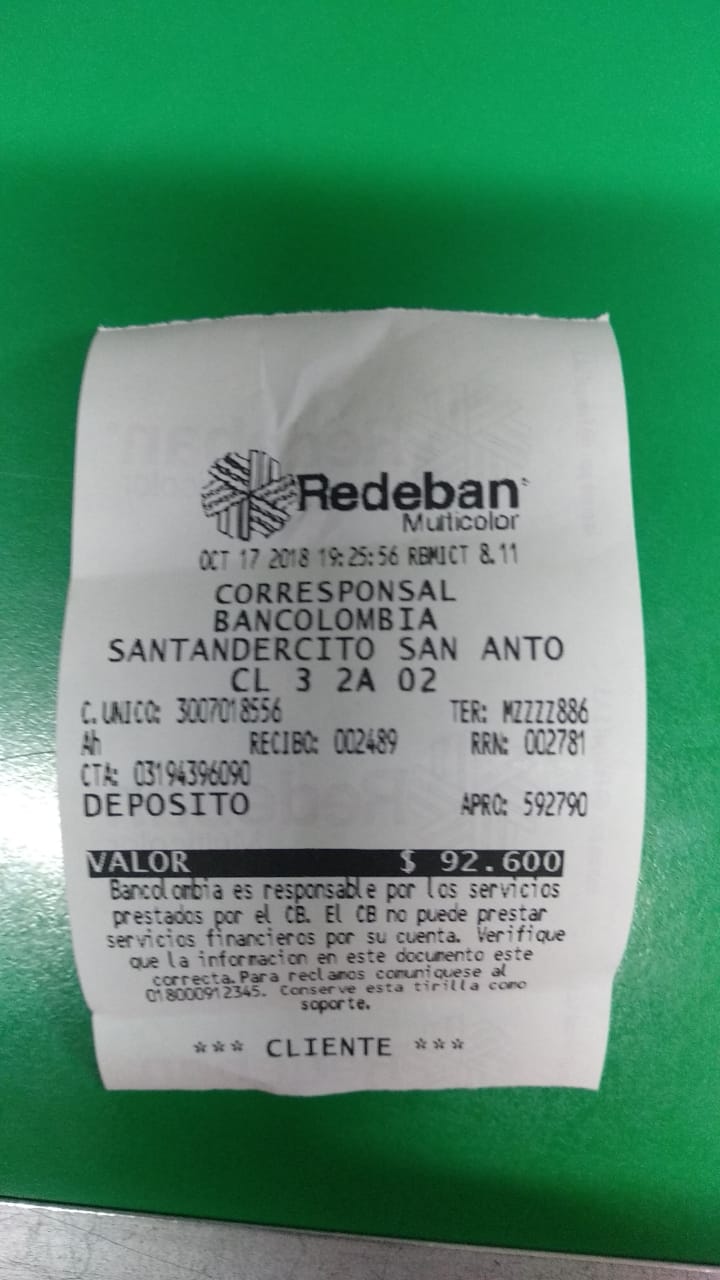 Redeban
Multicolor
OCT 17 2018 19:25:56 RBMICT 8.11
CORRESPONSAL
BANCOLOMBIA
SANTANDERCITO SAN ANTO
CL 3 2A 02
C. UNICO: 3007018556 TER: MZZZZ886
Ah RECIBO: 002489 RRN: 002781
CTA: 03194396090
DEPOSITO APRO: 592790
VALOR $ 92.600
Bancolombia es responsable por los servicios
prestados por el CB. El CB no puede prestar
servicios financieros por su cuenta. Verifique
que la informacion en este documento este
correcta. Para reclamos comuniquese al
018000912345. Conserve esta tirilla como
soporte.
*** CLIENTE ***